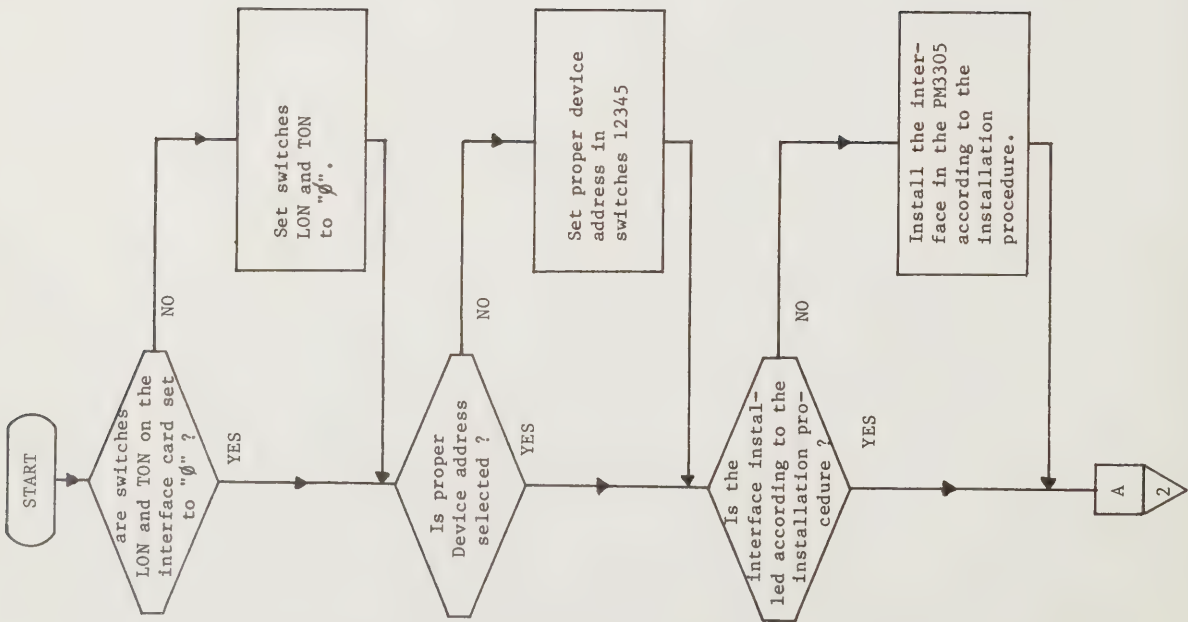 START
are switches
LON and TON on the
interface card set
to "Ø" ?
NO
YES
Set switches
LON and TON
to "Ø".
Is proper
Device address
selected ?
NO
YES
Set proper device
address in
switches 12345
Is the
interface instal-
led according to the
installation pro-
cedure ?
NO
YES
Install the inter-
face in the PM3305
according to the
installation
procedure.
A
2